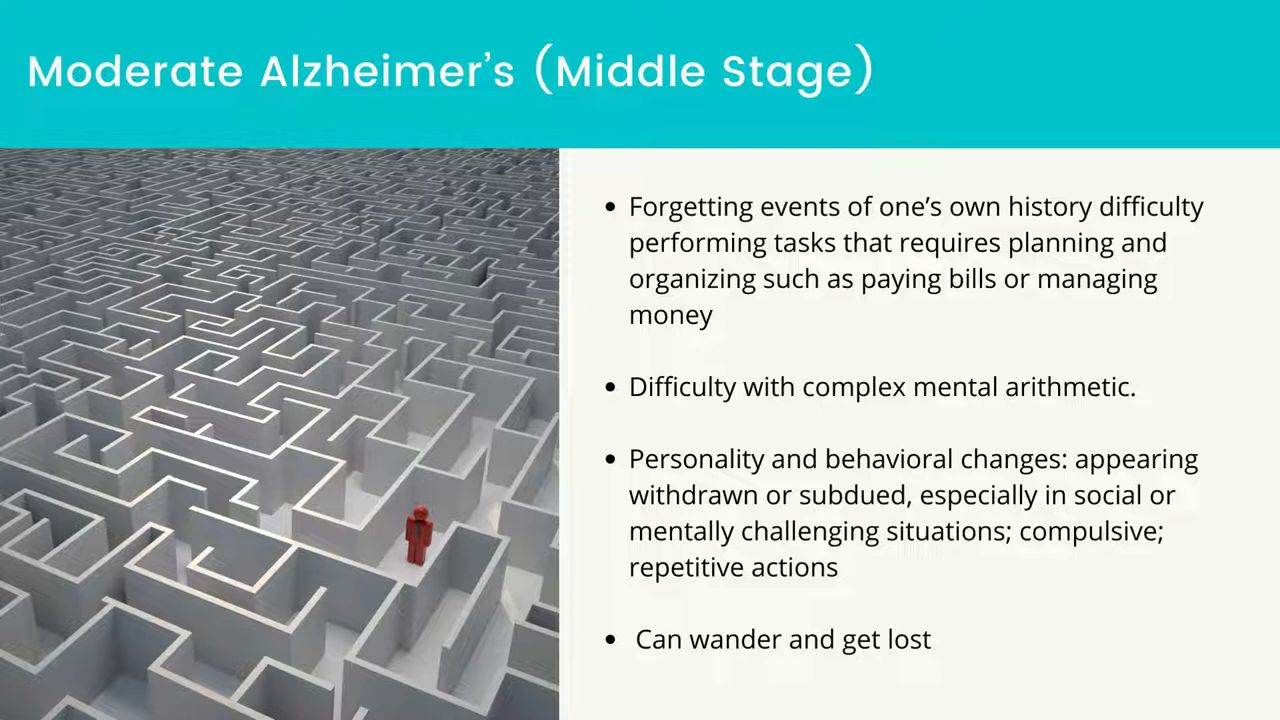 Moderate Alzheimer’s (Middle Stage)
• Forgetting events of one’s own history difficulty
performing tasks that requires planning and
organizing such as paying bills or managing
money
• Difficulty with complex mental arithmetic.
• Personality and behavioral changes: appearing
withdrawn or subdued, especially in social or
mentally challenging situations; compulsive;
repetitive actions
• Can wander and get lost